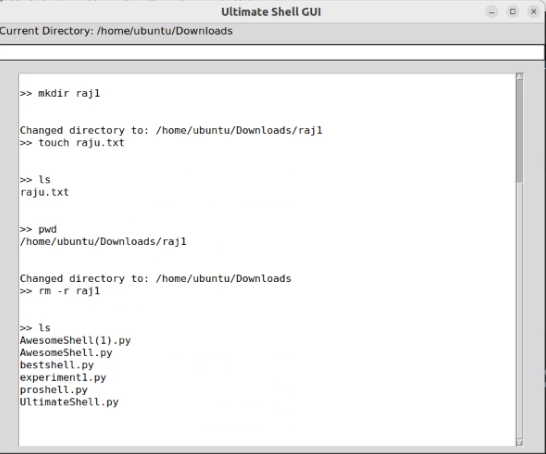 Ultimate Shell GUI
Current Directory: /home/ubuntu/Downloads
>> mkdir raj1
Changed directory to: /home/ubuntu/Downloads/raj1
>> touch raju.txt
>> ls
raju.txt
>> pwd
/home/ubuntu/Downloads/raj1
Changed directory to: /home/ubuntu/Downloads
>> rm -r raj1
>> ls
AwesomeShell(1).py
AwesomeShell.py
bestshell.py
experiment1.py
proshell.py
UltimateShell.py